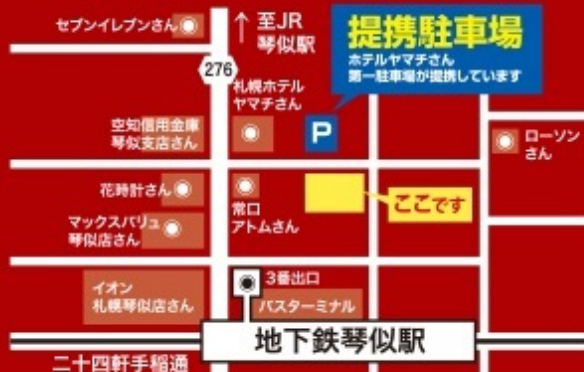 セブンイレブンさん
↑ 至JR
琴似駅
提携駐車場
ホテルヤマチさん
第一駐車場が提携しています
276
札幌ホテル
ヤマチさん
P
空知信用金庫
琴似支店さん
ローソン
さん
花時計さん
常口
アトムさん
ここです
マックスバリュ
琴似店さん
イオン
札幌琴似店さん
3番出口
バスターミナル
地下鉄琴似駅
二十四軒手稲通